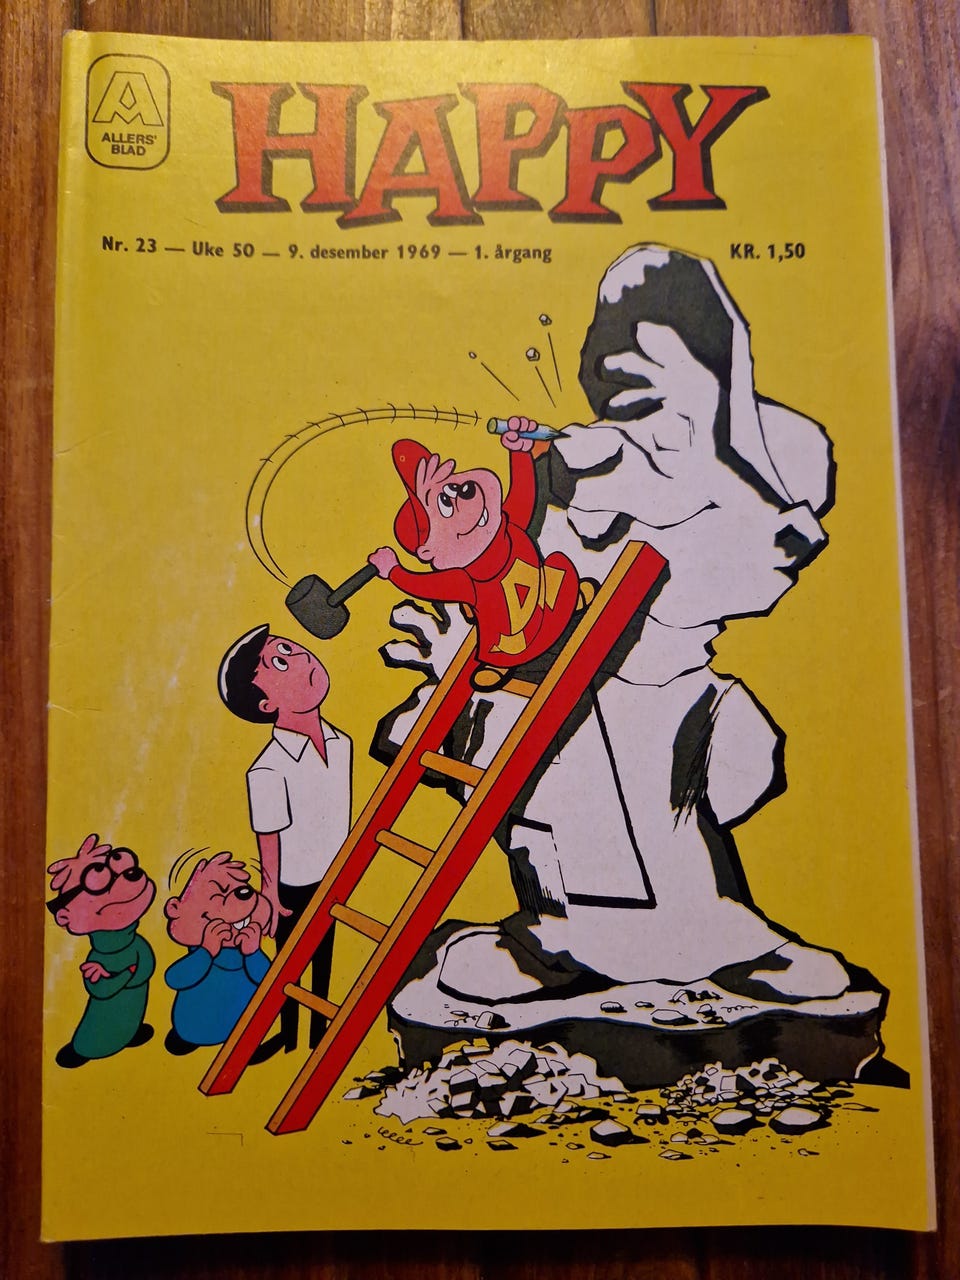 A
ALLERS'
BLAD
HAPPY
Nr. 23 — Uke 50 — 9. desember 1969 — 1. årgang
KR. 1,50